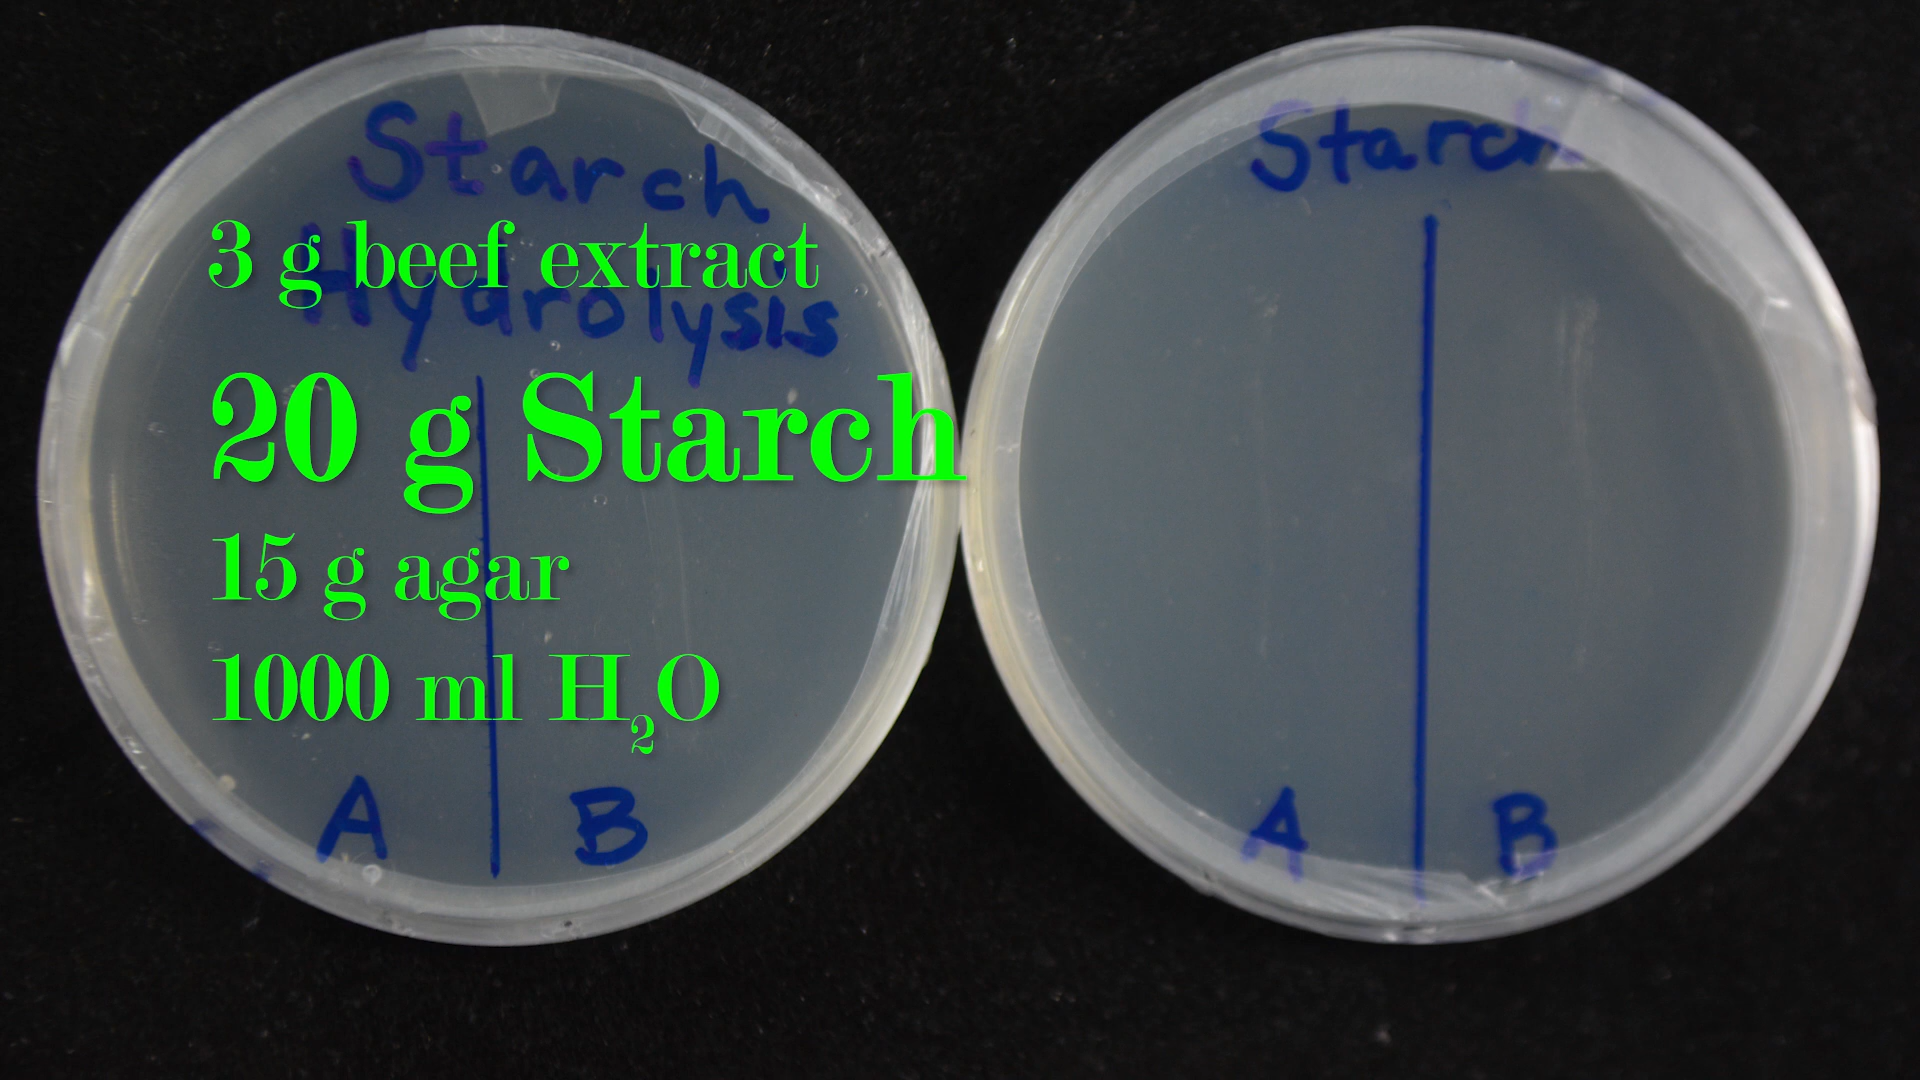 Starch
Hydrolysis
3 g beef extract
20 g Starch
15 g agar
1000 ml H₂O
A B
Starch
A B